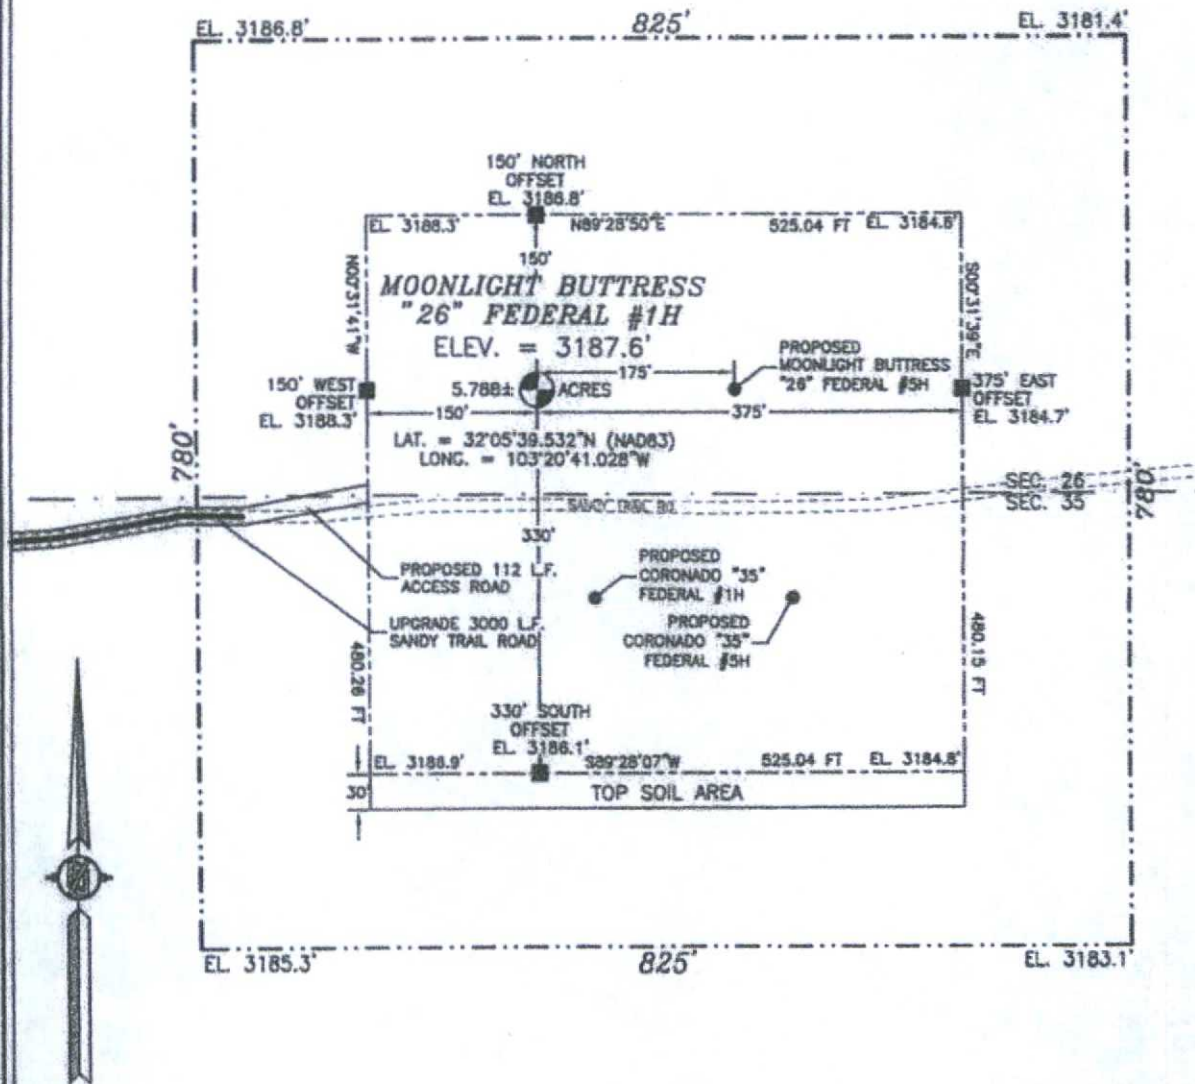 EL. 3186.8'
825'
EL. 3181.4'
150' NORTH
OFFSET
EL. 3186.8'
EL. 3188.3'
N89°28'50"E
525.04 FT
EL. 3184.6'
N00°31'41"W
150'
S00°31'39"E
MOONLIGHT BUTTRESS
"26" FEDERAL #1H
ELEV. = 3187.6'
175'
PROPOSED
MOONLIGHT BUTTRESS
"26" FEDERAL #5H
150' WEST
OFFSET
EL. 3188.3'
5.788±
ACRES
150'
375'
375' EAST
OFFSET
EL. 3184.7'
LAT. = 32°05'39.532"N (NAD83)
LONG. = 103°20'41.028"W
780'
SEC. 26
SEC. 35
780'
SANDY TRAIL RD.
330'
PROPOSED 112 L.F.
ACCESS ROAD
PROPOSED
CORONADO "35"
FEDERAL #1H
UPGRADE 3000 L.F.
SANDY TRAIL ROAD
PROPOSED
CORONADO "35"
FEDERAL #5H
480.26 FT
480.15 FT
330' SOUTH
OFFSET
EL. 3186.1'
EL. 3188.9'
S89°28'07"W
525.04 FT
EL. 3184.8'
30'
TOP SOIL AREA
EL. 3185.3'
825'
EL. 3183.1'